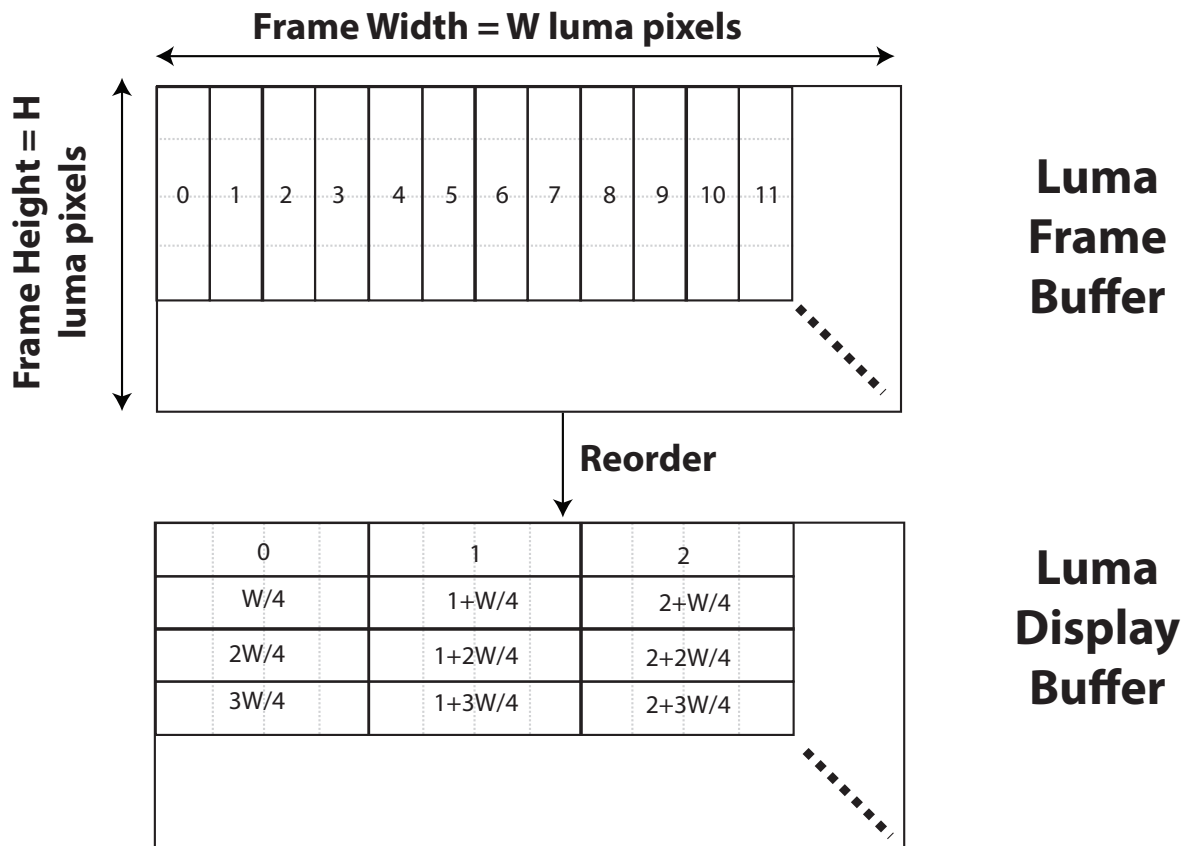 Frame Width = W luma pixels
Frame Height = H
luma pixels
0 1 2 3 4 5 6 7 8 9 10 11
Luma
Frame
Buffer
Reorder
0 1 2
W/4 1+W/4 2+W/4
2W/4 1+2W/4 2+2W/4
3W/4 1+3W/4 2+3W/4
Luma
Display
Buffer